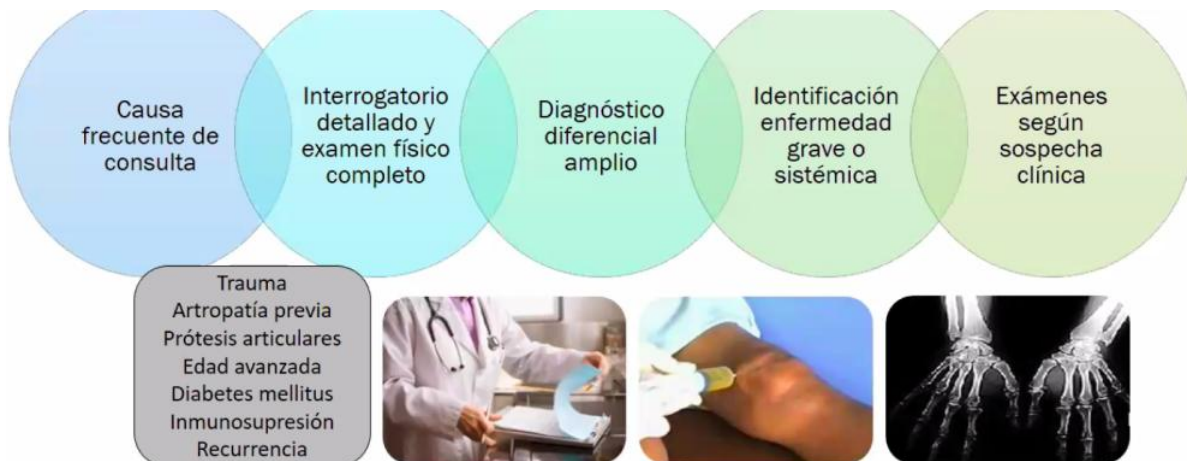 Causa
frecuente de
consulta
Interrogatorio
detallado y
examen físico
completo
Diagnóstico
diferencial
amplio
Identificación
enfermedad
grave o
sistémica
Exámenes
según
sospecha
clínica
Trauma
Artropatía previa
Prótesis articulares
Edad avanzada
Diabetes mellitus
Inmunosupresión
Recurrencia